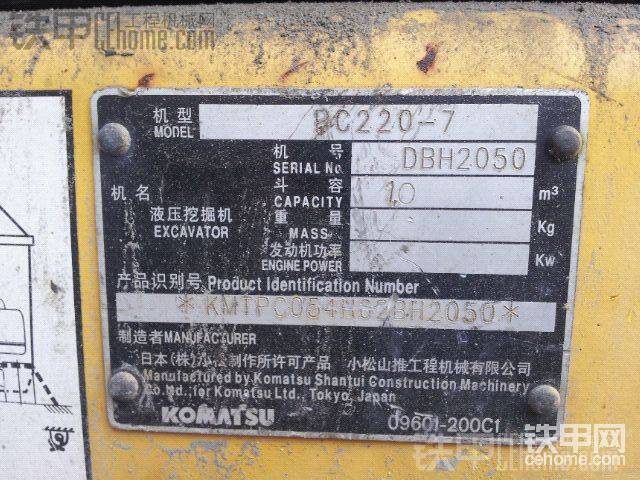 铁甲 工程机械网
cehome.com
机型 PC220-7
MODEL
机号 DBH2050
SERIAL No.
机名
斗容 1.0 m³
CAPACITY
液压挖掘机
EXCAVATOR
重量 Kg
MASS
发动机功率 Kw
ENGINE POWER
产品识别号 Product Identification Number
制造者 MANUFACTURER
日本(株)小松制作所许可产品 小松山推工程机械有限公司
Manufactured by Komatsu Shantui Construction Machinery
Co.Ltd., for Komatsu Ltd., Tokyo, Japan
KOMATSU 09601-200C1
铁甲网
cehome.com